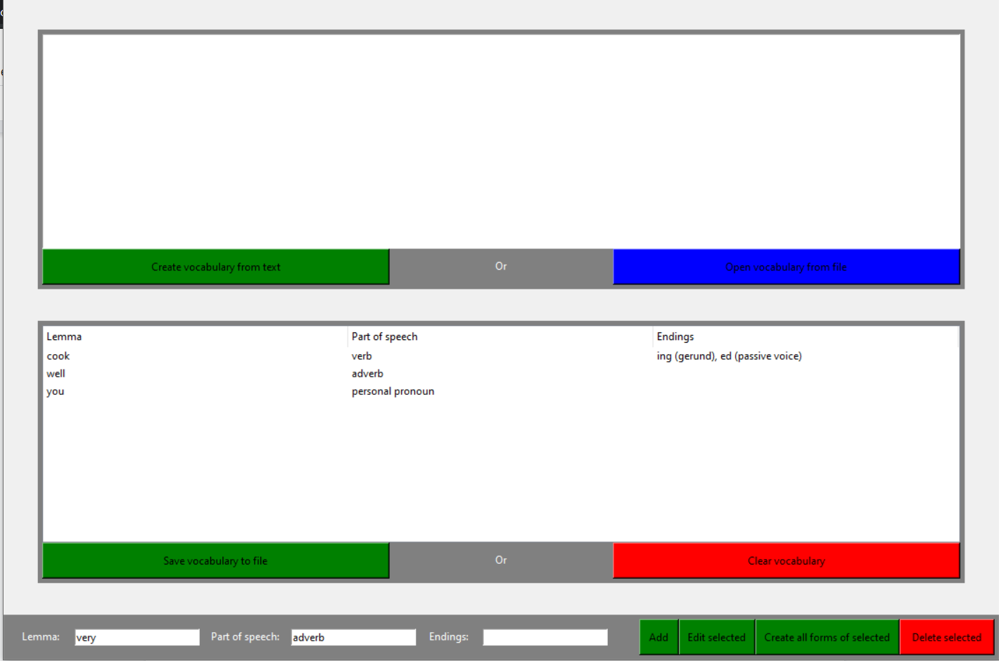 Create vocabulary from text Or Open vocabulary from file
Lemma Part of speech Endings
cook verb ing (gerund), ed (passive voice)
well adverb
you personal pronoun
Save vocabulary to file Or Clear vocabulary
Lemma: very Part of speech: adverb Endings: Add Edit selected Create all forms of selected Delete selected